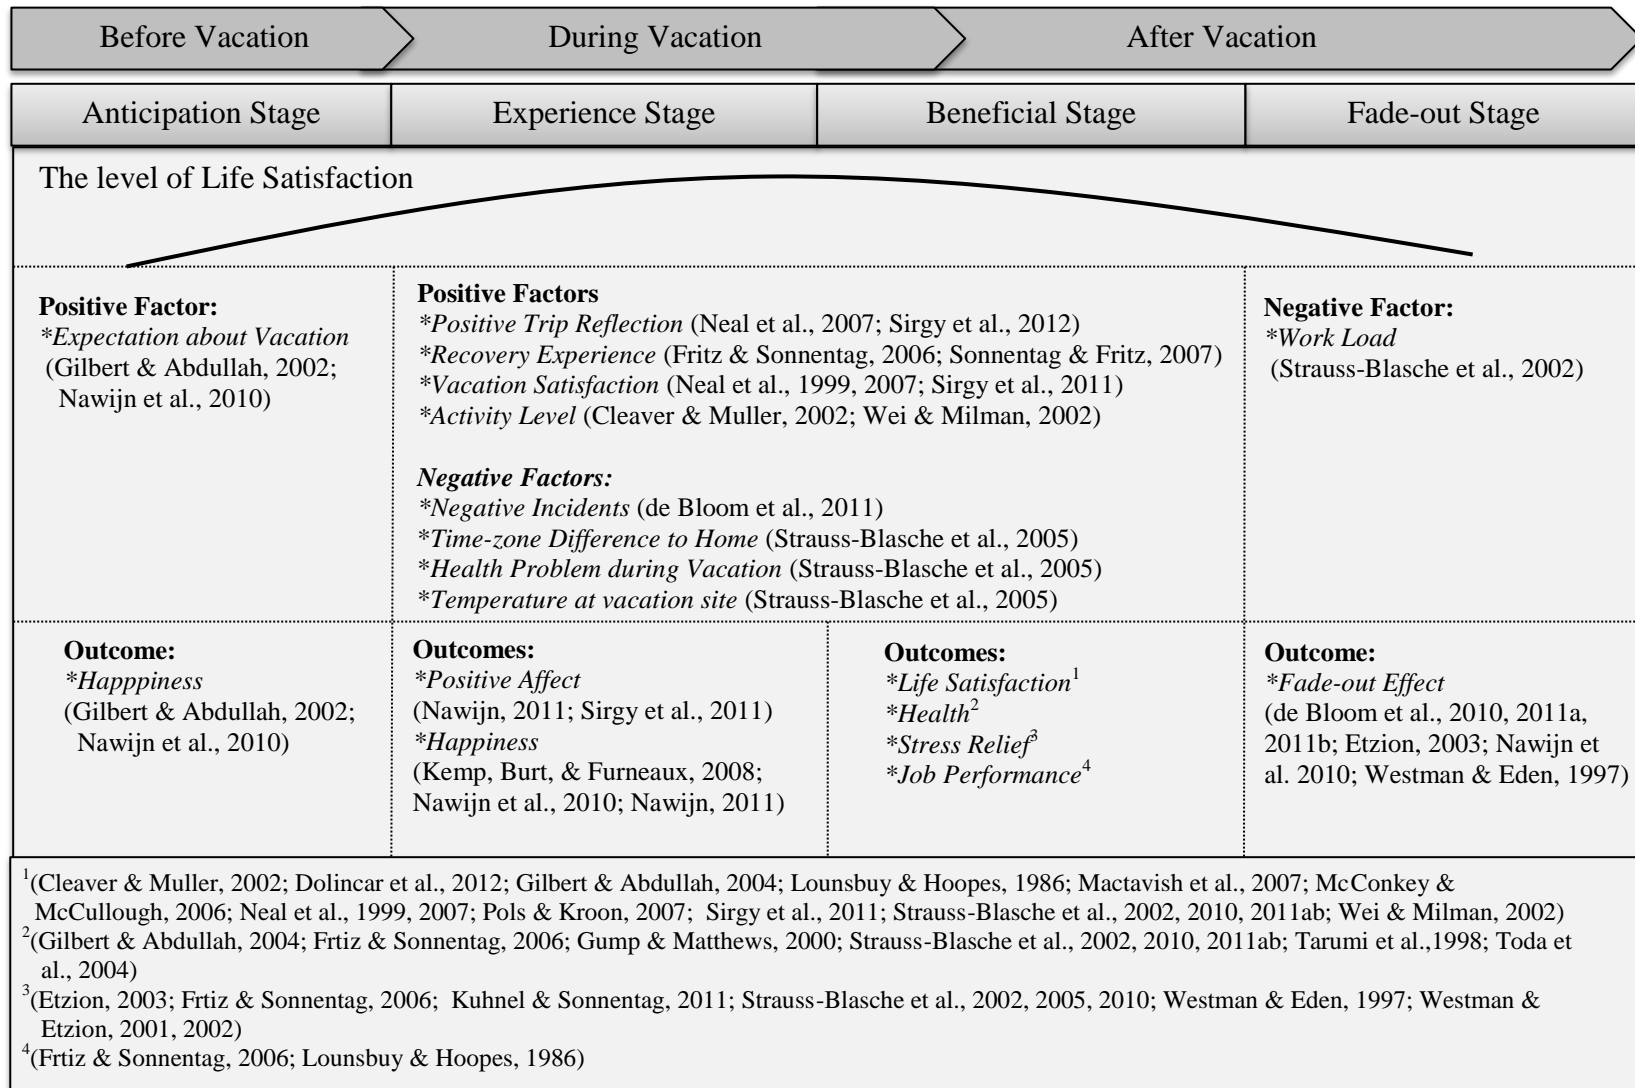 Before Vacation
During Vacation
After Vacation
Anticipation Stage
Experience Stage
Beneficial Stage
Fade-out Stage
The level of Life Satisfaction
Positive Factor:
*Expectation about Vacation
(Gilbert & Abdullah, 2002;
Nawijn et al., 2010)
Positive Factors
*Positive Trip Reflection (Neal et al., 2007; Sirgy et al., 2012)
*Recovery Experience (Fritz & Sonnentag, 2006; Sonnentag & Fritz, 2007)
*Vacation Satisfaction (Neal et al., 1999, 2007; Sirgy et al., 2011)
*Activity Level (Cleaver & Muller, 2002; Wei & Milman, 2002)
Negative Factors:
*Negative Incidents (de Bloom et al., 2011)
*Time-zone Difference to Home (Strauss-Blasche et al., 2005)
*Health Problem during Vacation (Strauss-Blasche et al., 2005)
*Temperature at vacation site (Strauss-Blasche et al., 2005)
Negative Factor:
*Work Load
(Strauss-Blasche et al., 2002)
Outcome:
*Happpiness
(Gilbert & Abdullah, 2002;
Nawijn et al., 2010)
Outcomes:
*Positive Affect
(Nawijn, 2011; Sirgy et al., 2011)
*Happiness
(Kemp, Burt, & Furneaux, 2008;
Nawijn et al., 2010; Nawijn, 2011)
Outcomes:
*Life Satisfaction¹
*Health²
*Stress Relief³
*Job Performance⁴
Outcome:
*Fade-out Effect
(de Bloom et al., 2010, 2011a,
2011b; Etzion, 2003; Nawijn et
al. 2010; Westman & Eden, 1997)
¹(Cleaver & Muller, 2002; Dolincar et al., 2012; Gilbert & Abdullah, 2004; Lounsbuy & Hoopes, 1986; Mactavish et al., 2007; McConkey &
McCullough, 2006; Neal et al., 1999, 2007; Pols & Kroon, 2007; Sirgy et al., 2011; Strauss-Blasche et al., 2002, 2010, 2011ab; Wei & Milman, 2002)
²(Gilbert & Abdullah, 2004; Frtiz & Sonnentag, 2006; Gump & Matthews, 2000; Strauss-Blasche et al., 2002, 2010, 2011ab; Tarumi et al.,1998; Toda et
al., 2004)
³(Etzion, 2003; Frtiz & Sonnentag, 2006; Kuhnel & Sonnentag, 2011; Strauss-Blasche et al., 2002, 2005, 2010; Westman & Eden, 1997; Westman &
Etzion, 2001, 2002)
⁴(Frtiz & Sonnentag, 2006; Lounsbuy & Hoopes, 1986)